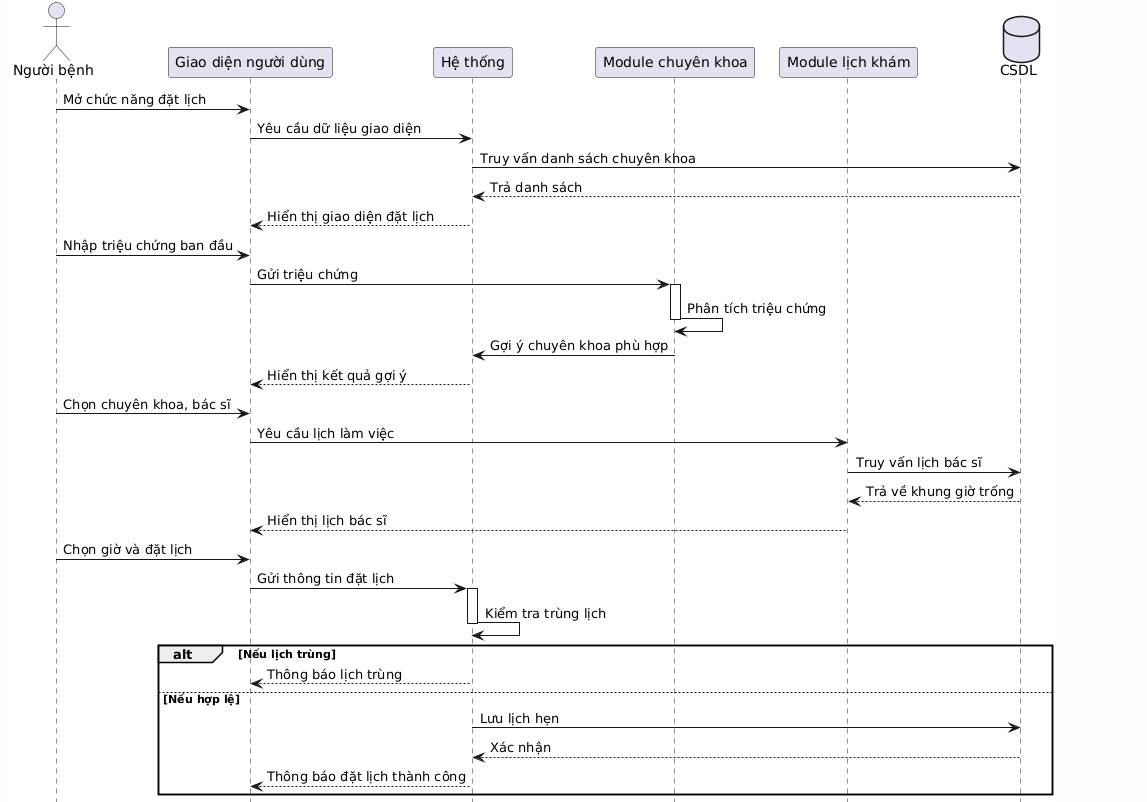 Người bệnh
Giao diện người dùng
Hệ thống
Module chuyên khoa
Module lịch khám
CSDL
Mở chức năng đặt lịch
Yêu cầu dữ liệu giao diện
Truy vấn danh sách chuyên khoa
Trả danh sách
Hiển thị giao diện đặt lịch
Nhập triệu chứng ban đầu
Gửi triệu chứng
Phân tích triệu chứng
Gợi ý chuyên khoa phù hợp
Hiển thị kết quả gợi ý
Chọn chuyên khoa, bác sĩ
Yêu cầu lịch làm việc
Truy vấn lịch bác sĩ
Trả về khung giờ trống
Hiển thị lịch bác sĩ
Chọn giờ và đặt lịch
Gửi thông tin đặt lịch
Kiểm tra trùng lịch
alt [Nếu lịch trùng]
Thông báo lịch trùng
[Nếu hợp lệ]
Lưu lịch hẹn
Xác nhận
Thông báo đặt lịch thành công